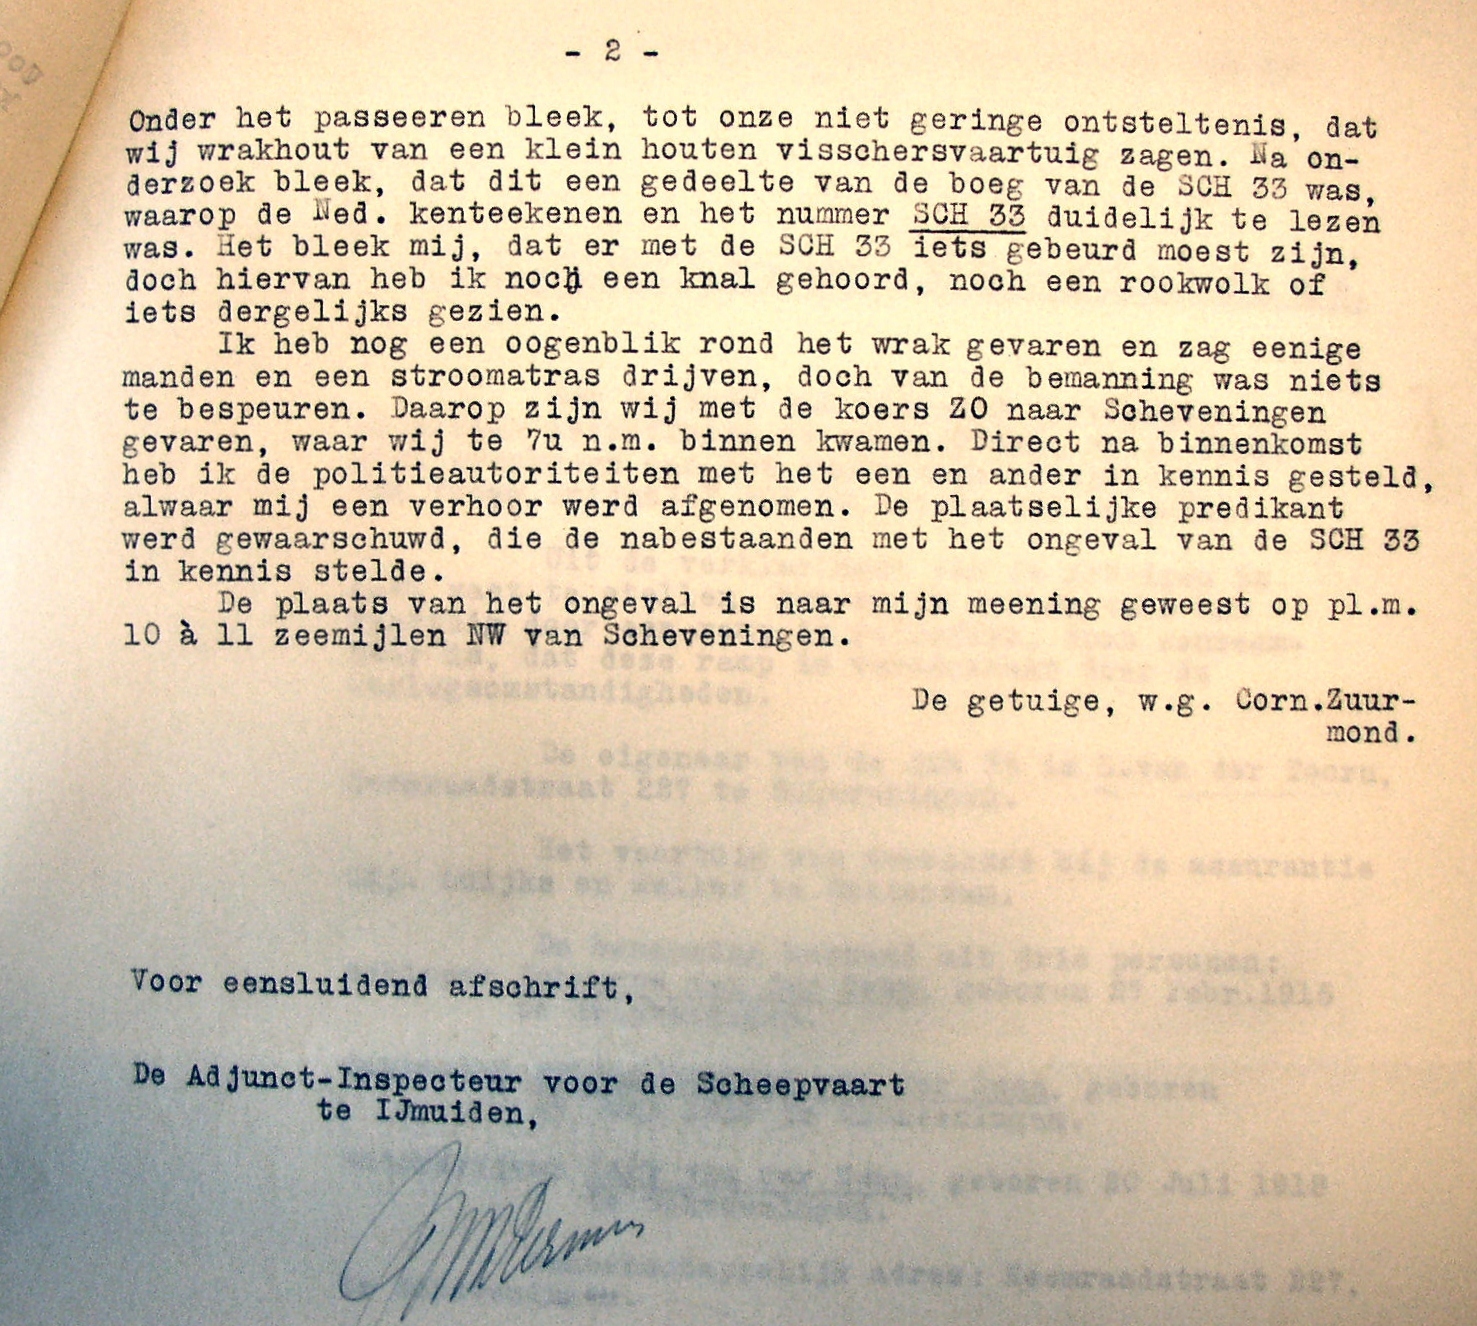 - 2 -
Onder het passeeren bleek, tot onze niet geringe ontsteltenis, dat
wij wrakhout van een klein houten visschersvaartuig zagen. Na on-
derzoek bleek, dat dit een gedeelte van de boeg van de SCH 33 was,
waarop de Ned. kenteekenen en het nummer SCH 33 duidelijk te lezen
was. Het bleek mij, dat er met de SCH 33 iets gebeurd moest zijn,
doch hiervan heb ik noch een knal gehoord, noch een rookwolk of
iets dergelijks gezien.
Ik heb nog een oogenblik rond het wrak gevaren en zag eenige
manden en een stroomatras drijven, doch van de bemanning was niets
te bespeuren. Daarop zijn wij met de koers ZO naar Scheveningen
gevaren, waar wij te 7u n.m. binnen kwamen. Direct na binnenkomst
heb ik de politieautoriteiten met het een en ander in kennis gesteld,
alwaar mij een verhoor werd afgenomen. De plaatselijke predikant
werd gewaarschuwd, die de nabestaanden met het ongeval van de SCH 33
in kennis stelde.
De plaats van het ongeval is naar mijn meening geweest op pl.m.
10 à 11 zeemijlen NW van Scheveningen.
De getuige, w.g. Corn.Zuur-
mond.
Voor eensluidend afschrift,
De Adjunct-Inspecteur voor de Scheepvaart
te IJmuiden,